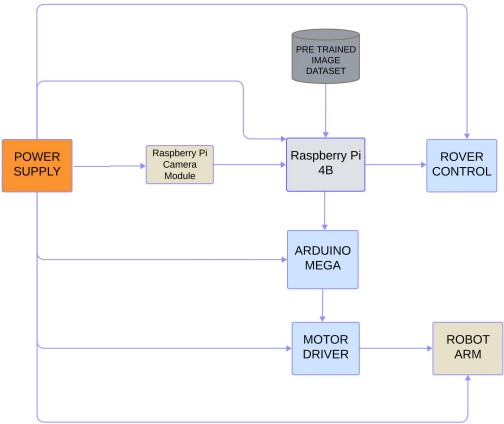 PRE TRAINED
IMAGE
DATASET
POWER
SUPPLY
Raspberry Pi
Camera
Module
Raspberry Pi
4B
ROVER
CONTROL
ARDUINO
MEGA
MOTOR
DRIVER
ROBOT
ARM